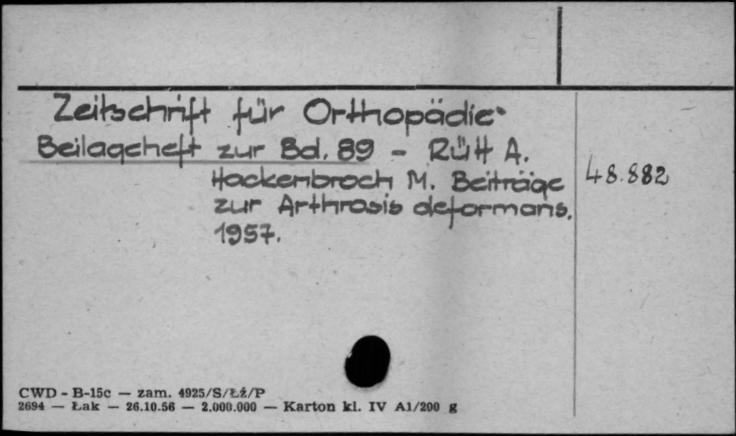 Zeitschrift für Orthopädie
Beilageheft zur Bd. 89 - Rütt A.
Hackenbroch M. Beiträge
zur Arthrosis deformans.
1957.
48.882
CWD - B-15c — zam. 4925/S/Łż/P
2694 — Łak — 26.10.56 — 2.000.000 — Karton kl. IV A1/200 g